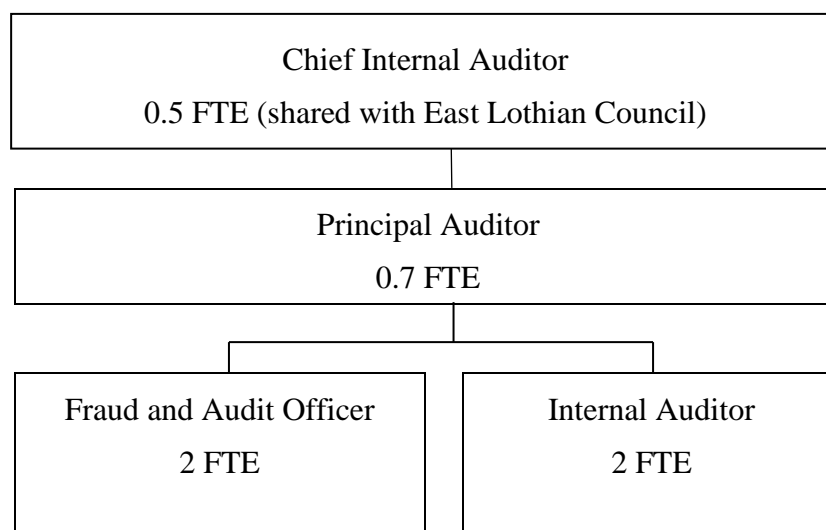 Chief Internal Auditor
0.5 FTE (shared with East Lothian Council)
Principal Auditor
0.7 FTE
Fraud and Audit Officer
2 FTE
Internal Auditor
2 FTE